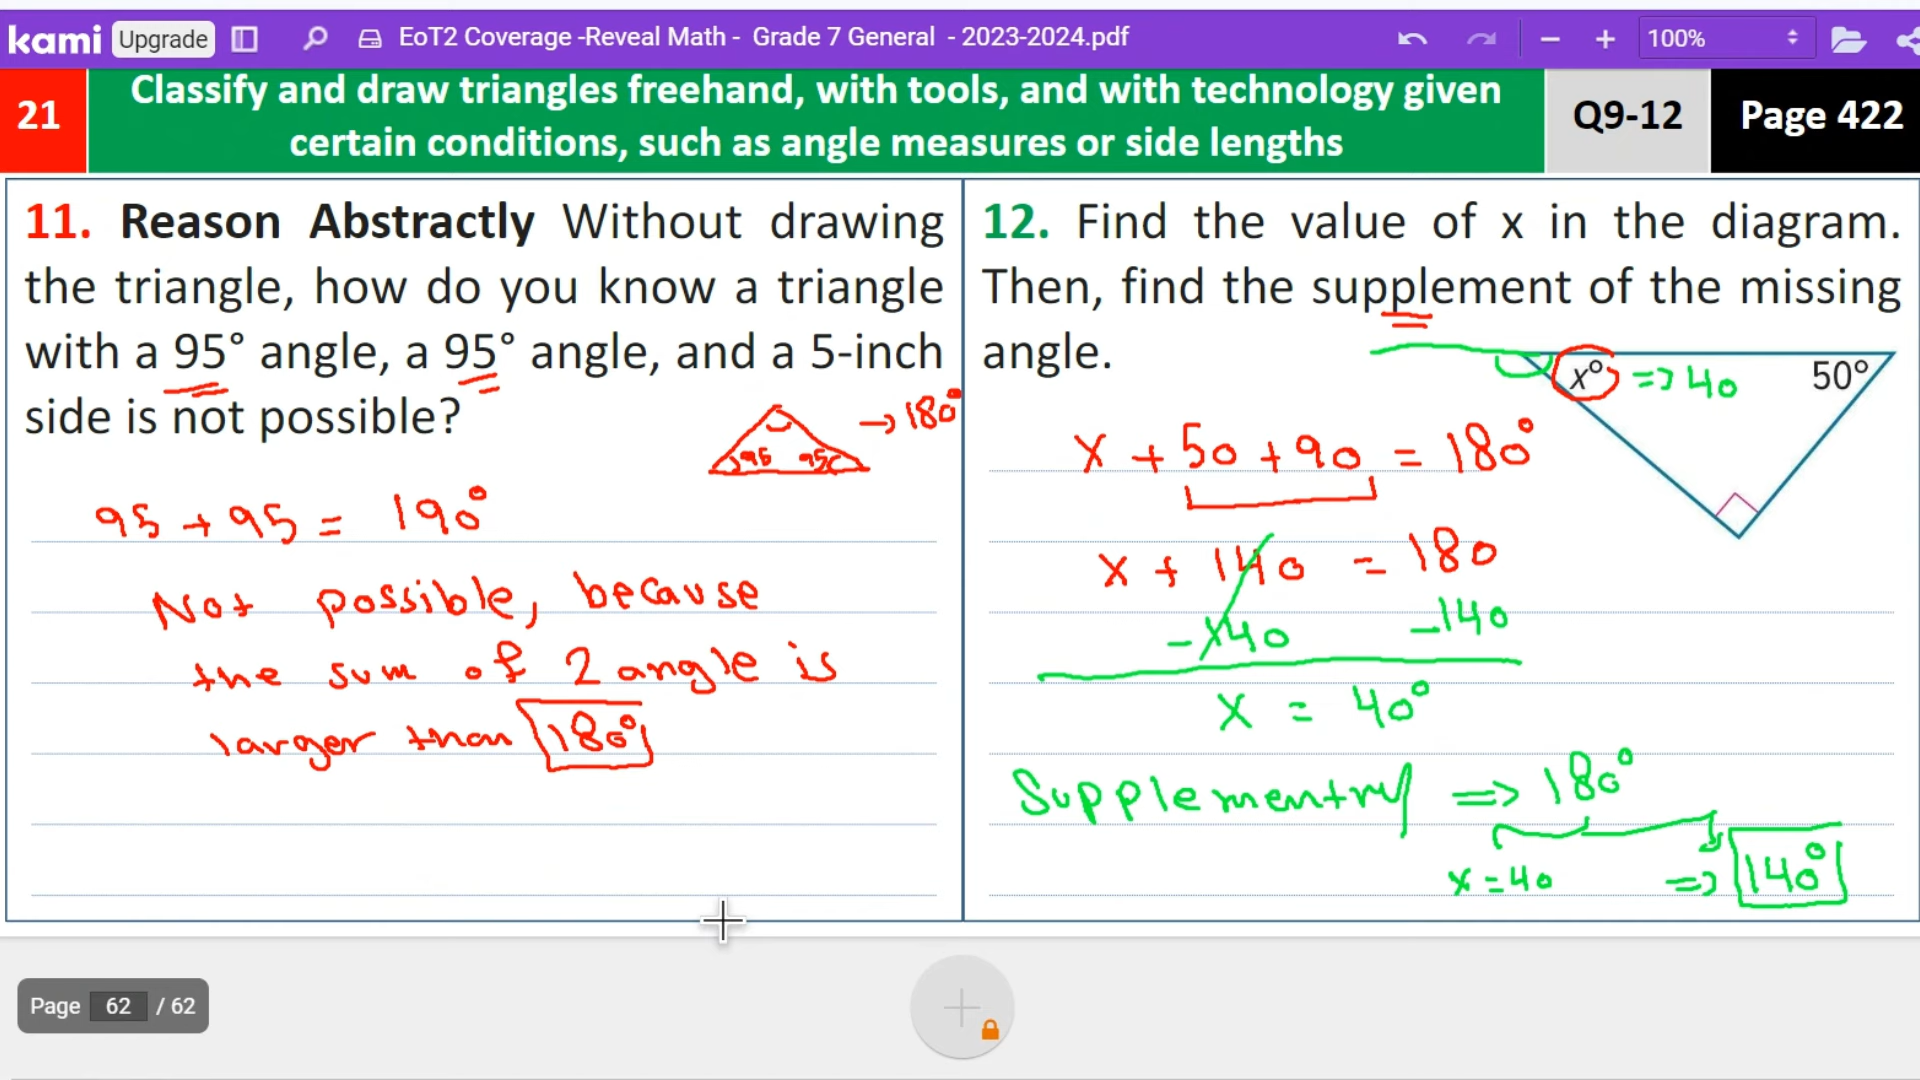 kami Upgrade EoT2 Coverage -Reveal Math - Grade 7 General - 2023-2024.pdf 100%
21 Classify and draw triangles freehand, with tools, and with technology given certain conditions, such as angle measures or side lengths Q9-12 Page 422
11. Reason Abstractly Without drawing
the triangle, how do you know a triangle
with a 95° angle, a 95° angle, and a 5-inch
side is not possible?
95 95 → 180°
95 + 95 = 190°
Not possible, because
the sum of 2 angle is
larger than 180°
12. Find the value of x in the diagram.
Then, find the supplement of the missing
angle.
x° => 40 50°
x + 50 + 90 = 180°
x + 140 = 180
-140 -140
x = 40°
Supplementry => 180°
x = 40 => 140°
Page 62 / 62